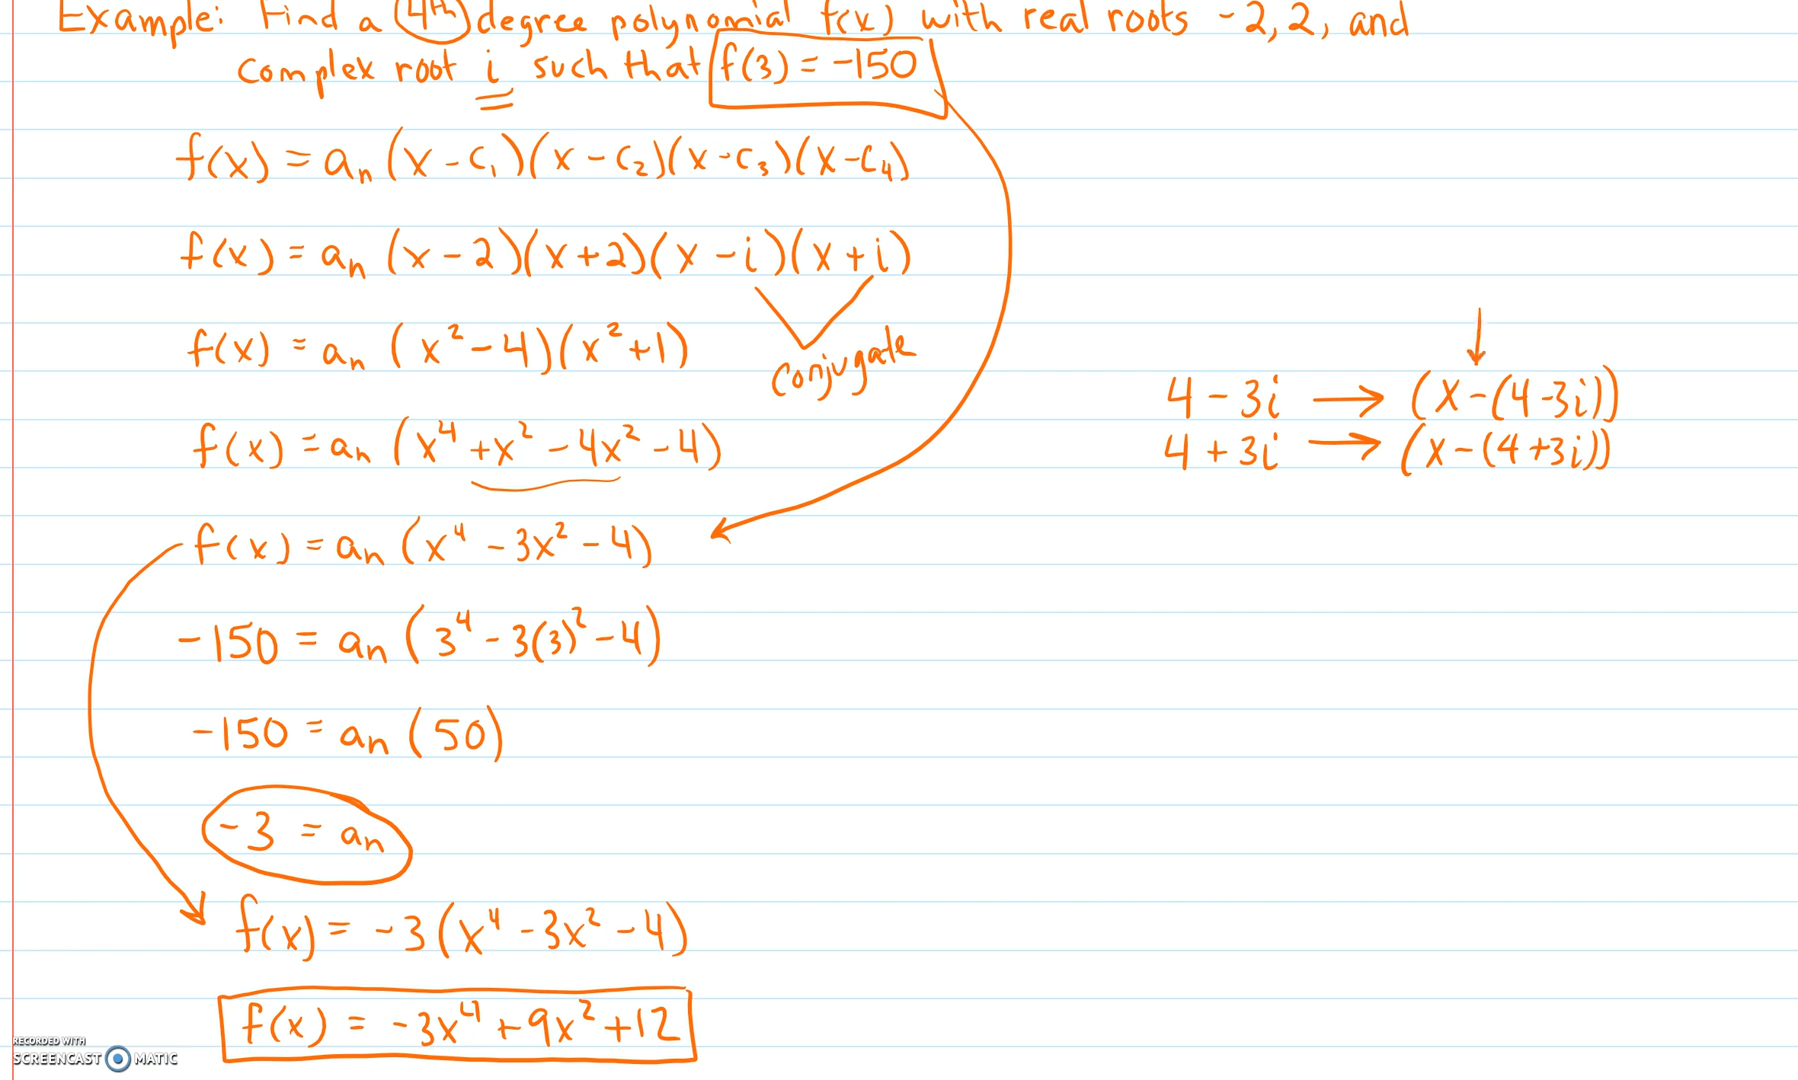 Example: Find a 4th degree polynomial f(x) with real roots -2, 2, and
complex root i such that f(3) = -150
f(x) = aₙ (x - c₁)(x - c₂)(x - c₃)(x - c₄)
f(x) = aₙ (x - 2)(x + 2)(x - i)(x + i)
conjugate
f(x) = aₙ (x² - 4)(x² + 1)
f(x) = aₙ (x⁴ + x² - 4x² - 4)
f(x) = aₙ (x⁴ - 3x² - 4)
-150 = aₙ (3⁴ - 3(3)² - 4)
-150 = aₙ (50)
-3 = aₙ
f(x) = -3 (x⁴ - 3x² - 4)
f(x) = -3x⁴ + 9x² + 12
4 - 3i → (x - (4 - 3i))
4 + 3i → (x - (4 + 3i))
RECORDED WITH
SCREENCAST MATIC